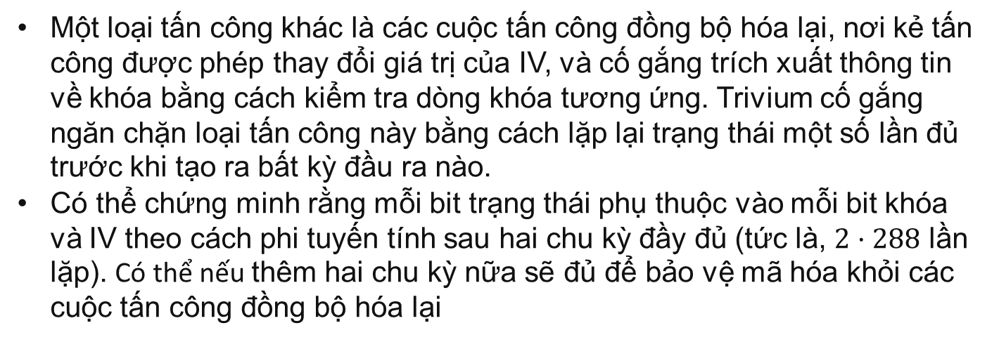 • Một loại tấn công khác là các cuộc tấn công đồng bộ hóa lại, nơi kẻ tấn
công được phép thay đổi giá trị của IV, và cố gắng trích xuất thông tin
về khóa bằng cách kiểm tra dòng khóa tương ứng. Trivium cố gắng
ngăn chặn loại tấn công này bằng cách lặp lại trạng thái một số lần đủ
trước khi tạo ra bất kỳ đầu ra nào.
• Có thể chứng minh rằng mỗi bit trạng thái phụ thuộc vào mỗi bit khóa
và IV theo cách phi tuyến tính sau hai chu kỳ đầy đủ (tức là, 2 · 288 lần
lặp). Có thể nếu thêm hai chu kỳ nữa sẽ đủ để bảo vệ mã hóa khỏi các
cuộc tấn công đồng bộ hóa lại